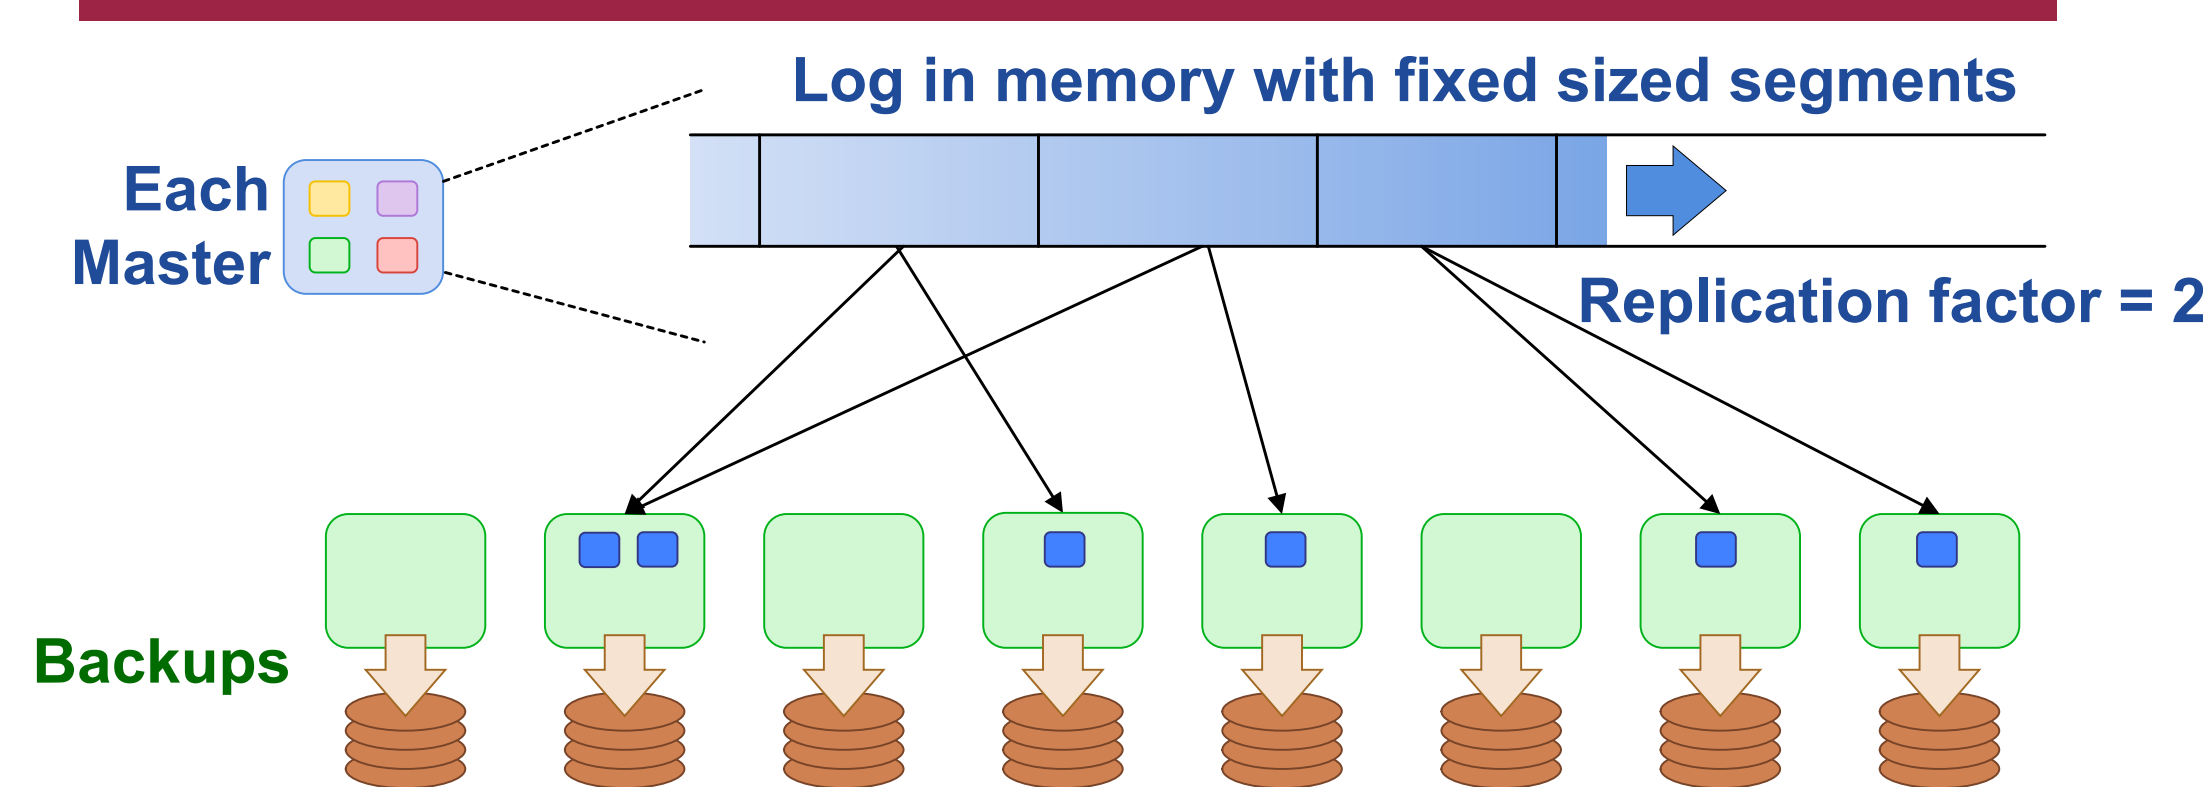 Log in memory with fixed sized segments
Each
Master
Replication factor = 2
Backups